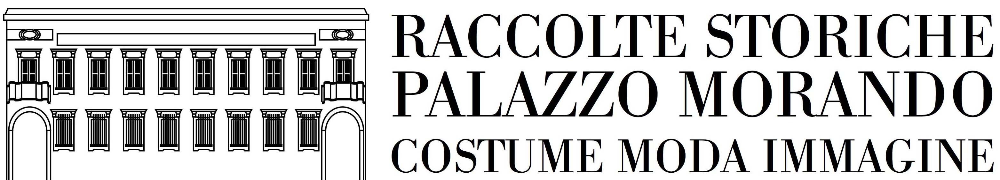 RACCOLTE STORICHE
PALAZZO MORANDO
COSTUME MODA IMMAGINE